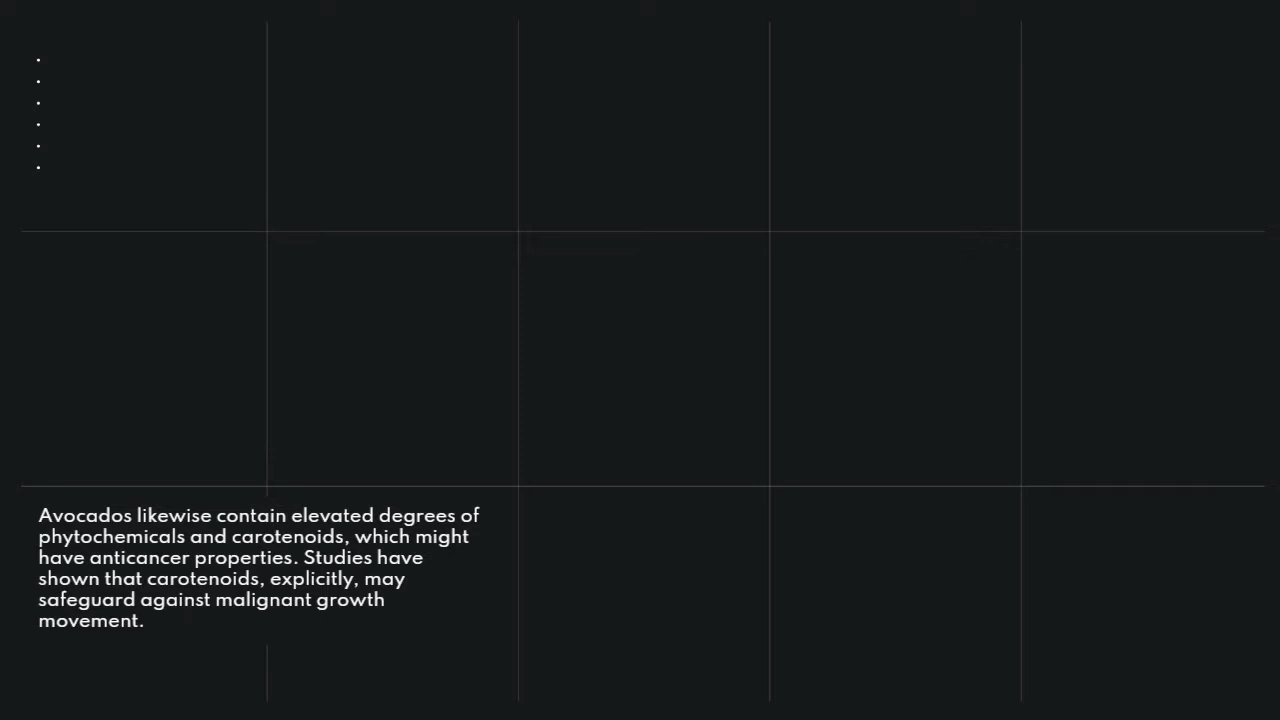 Avocados likewise contain elevated degrees of
phytochemicals and carotenoids, which might
have anticancer properties. Studies have
shown that carotenoids, explicitly, may
safeguard against malignant growth
movement.